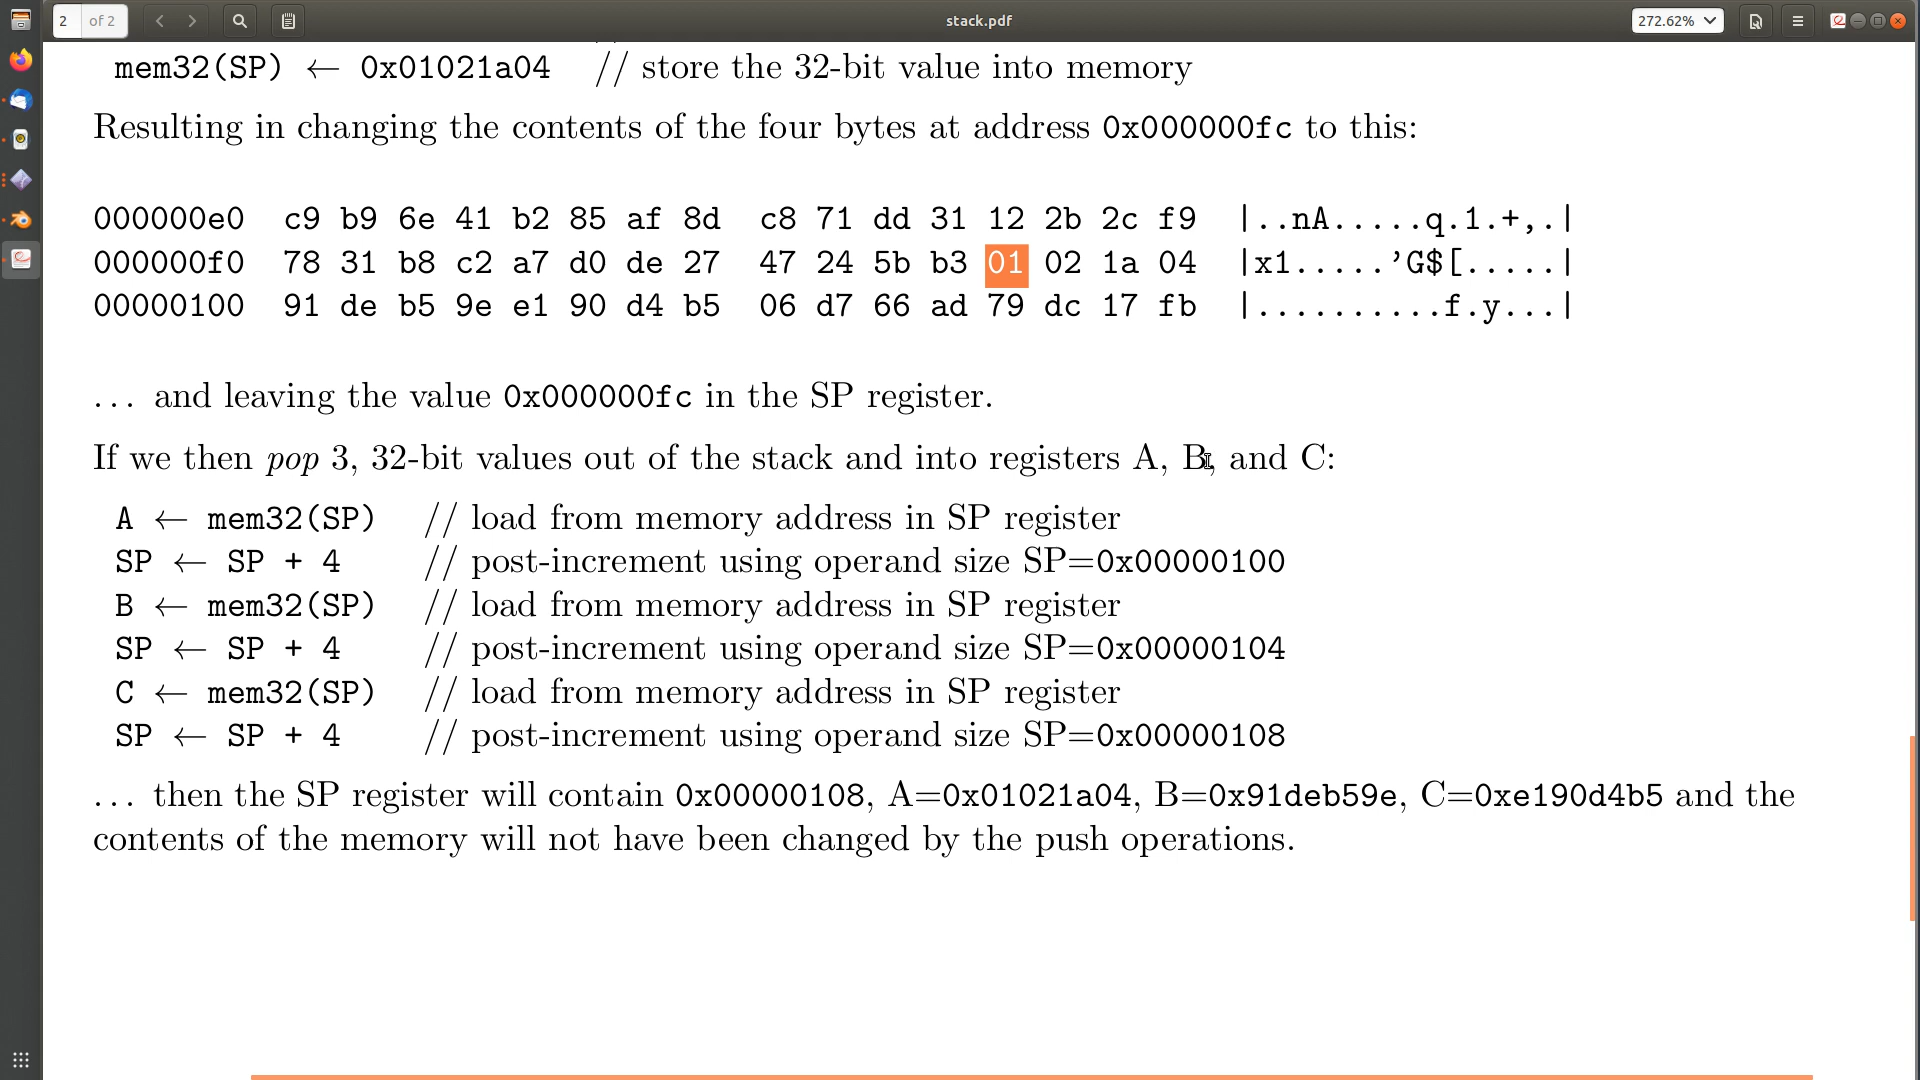 2 of 2 stack.pdf 272.62%
mem32(SP) ← 0x01021a04 // store the 32-bit value into memory
Resulting in changing the contents of the four bytes at address 0x000000fc to this:
000000e0 c9 b9 6e 41 b2 85 af 8d c8 71 dd 31 12 2b 2c f9 |..nA.....q.1.+,.|
000000f0 78 31 b8 c2 a7 d0 de 27 47 24 5b b3 01 02 1a 04 |x1.....’G$[.....|
00000100 91 de b5 9e e1 90 d4 b5 06 d7 66 ad 79 dc 17 fb |..........f.y...|
... and leaving the value 0x000000fc in the SP register.
If we then pop 3, 32-bit values out of the stack and into registers A, B, and C:
A ← mem32(SP) // load from memory address in SP register
SP ← SP + 4 // post-increment using operand size SP=0x00000100
B ← mem32(SP) // load from memory address in SP register
SP ← SP + 4 // post-increment using operand size SP=0x00000104
C ← mem32(SP) // load from memory address in SP register
SP ← SP + 4 // post-increment using operand size SP=0x00000108
... then the SP register will contain 0x00000108, A=0x01021a04, B=0x91deb59e, C=0xe190d4b5 and the
contents of the memory will not have been changed by the push operations.